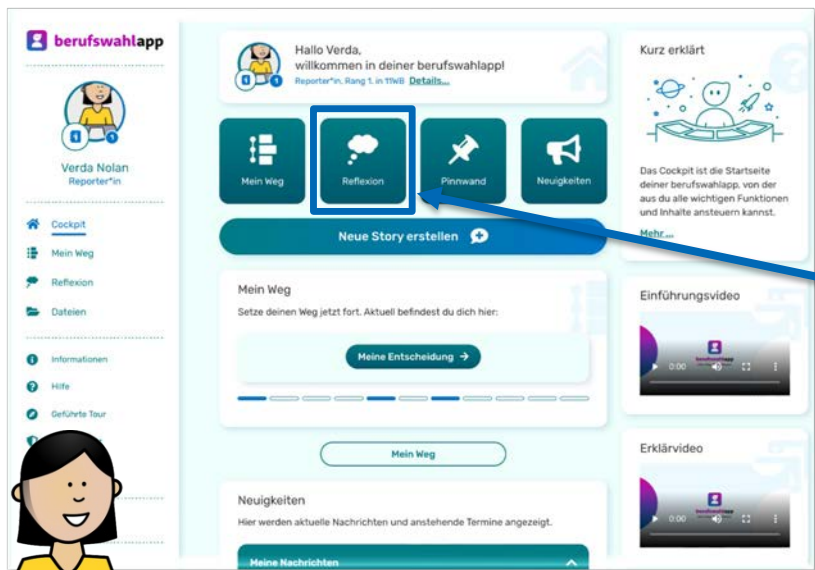 berufswahlapp
Verda Nolan
Reporter*in
Cockpit
Mein Weg
Reflexion
Dateien
Informationen
Hilfe
Geführte Tour
Hallo Verda,
willkommen in deiner berufswahlapp!
Reporter*in, Rang 1. in 11WB Details...
Mein Weg
Reflexion
Pinnwand
Neuigkeiten
Neue Story erstellen
Mein Weg
Setze deinen Weg jetzt fort. Aktuell befindest du dich hier:
Meine Entscheidung →
Mein Weg
Neuigkeiten
Hier werden aktuelle Nachrichten und anstehende Termine angezeigt.
Meine Nachrichten
Kurz erklärt
Das Cockpit ist die Startseite
deiner berufswahlapp, von der
aus du alle wichtigen Funktionen
und Inhalte ansteuern kannst.
Mehr...
Einführungsvideo
berufswahlapp
0:00
Erklärvideo
berufswahlapp
0:00